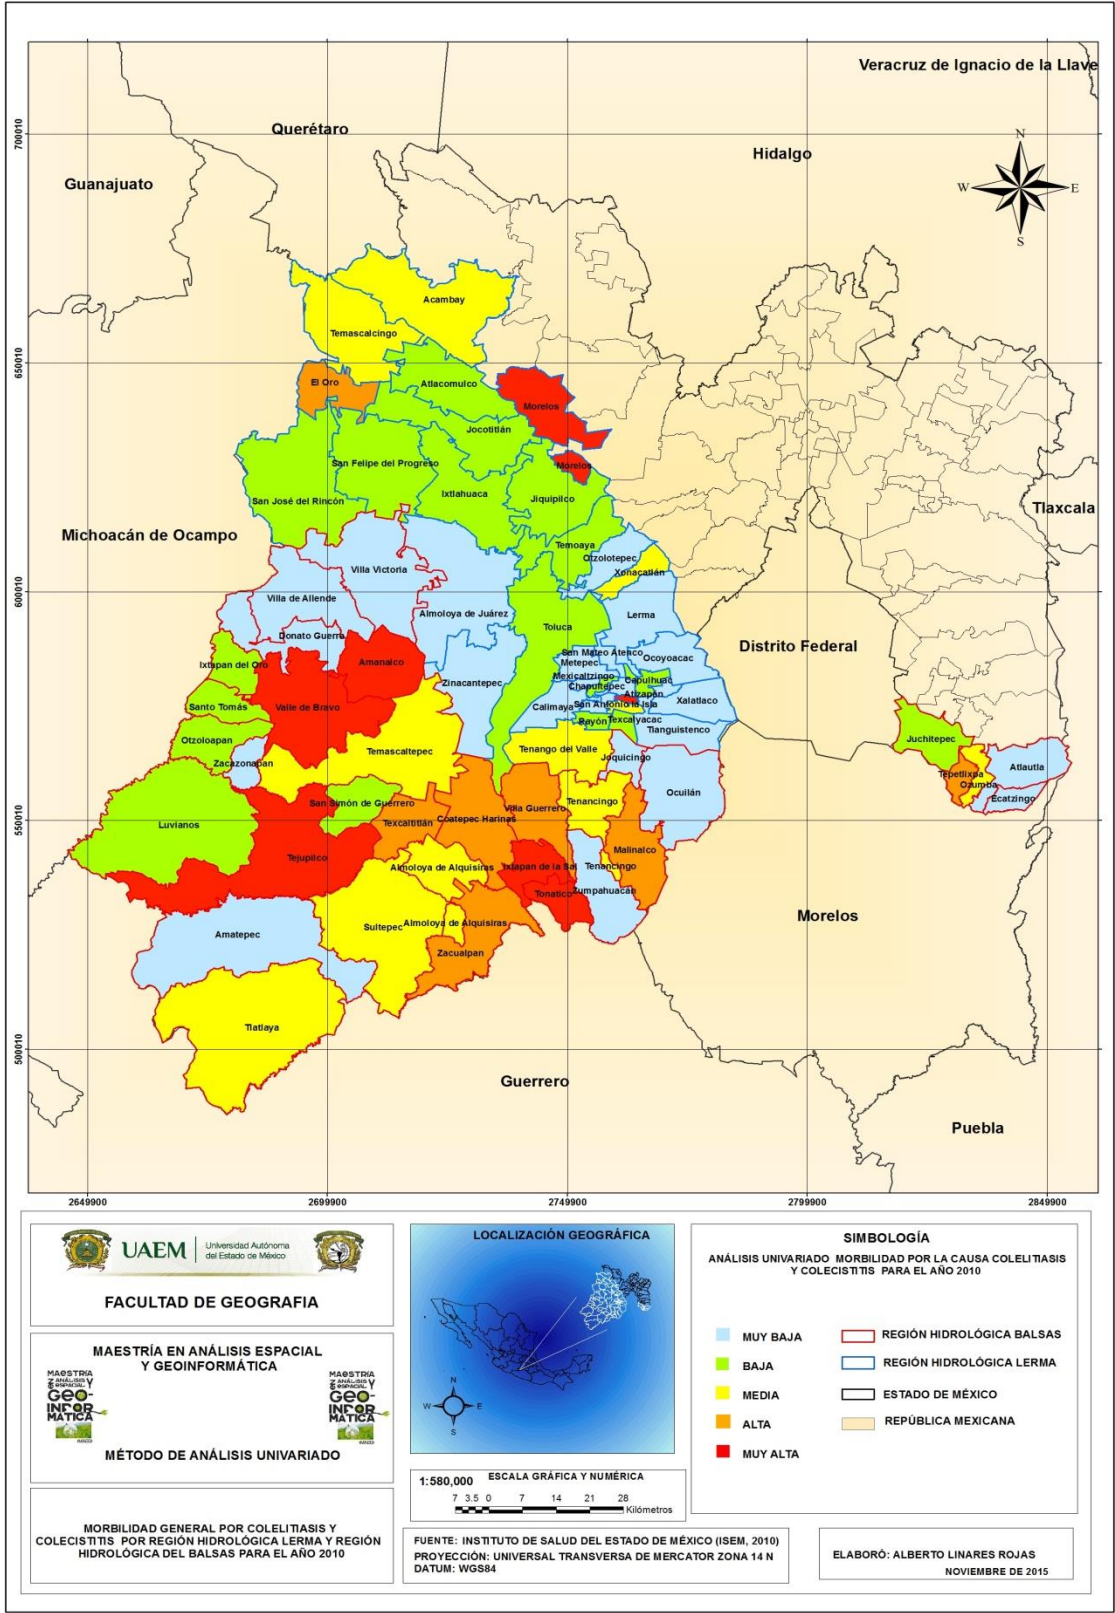 Veracruz de Ignacio de la Llave
Querétaro
Hidalgo
Guanajuato
N
W
E
S
700010
Acambay
Temascalcingo
650010
El Oro
Atlacomulco
Morelos
Jocotitlán
San Felipe del Progreso
Morelos
Ixtlahuaca
Jiquipilco
San José del Rincón
Tlaxcala
Michoacán de Ocampo
Temoaya
Otzolotepec
Villa Victoria
Xonacatlán
600010
Villa de Allende
Almoloya de Juárez
Lerma
Toluca
Donato Guerra
Distrito Federal
San Mateo Atenco
Ocoyoacac
Ixtapan del Oro
Amanalco
Metepec
Zinacantepec
Mexicaltzingo
Capulhuac
Chapultepec
Atizapán
Santo Tomás
Valle de Bravo
Calimaya
San Antonio la Isla
Xalatlaco
Rayón
Texcalyacac
Tianguistenco
Otzoloapan
Juchitepec
Temascaltepec
Tenango del Valle
Zacazonapan
Joquicingo
Atlautla
Tepetlixpa
Ozumba
Ocuilán
Ecatzingo
San Simón de Guerrero
Villa Guerrero
Tenancingo
550010
Luvianos
Texcaltitlán
Coatepec Harinas
Malinalco
Tejupilco
Almoloya de Alquisiras
Ixtapan de la Sal
Tenancingo
Tonatico
Zumpahuacán
Morelos
Sultepec
Almoloya de Alquisiras
Amatepec
Zacualpan
Tlatlaya
500010
Guerrero
Puebla
2649900
2699900
2749900
2799900
2849900
UAEM
Universidad Autónoma
del Estado de México
FACULTAD DE GEOGRAFIA
MAESTRÍA EN ANÁLISIS ESPACIAL
Y GEOINFORMÁTICA
MAESTRÍA
GEO-
INFOR
MÁTICA
MAESTRÍA
GEO-
INFOR
MÁTICA
MÉTODO DE ANÁLISIS UNIVARIADO
MORBILIDAD GENERAL POR COLELITIASIS Y
COLECISTITIS POR REGIÓN HIDROLÓGICA LERMA Y REGIÓN
HIDROLÓGICA DEL BALSAS PARA EL AÑO 2010
LOCALIZACIÓN GEOGRÁFICA
N
W
E
S
1:580,000
ESCALA GRÁFICA Y NUMÉRICA
7 3.5 0 7 14 21 28
Kilómetros
FUENTE: INSTITUTO DE SALUD DEL ESTADO DE MÉXICO (ISEM, 2010)
PROYECCIÓN: UNIVERSAL TRANSVERSA DE MERCATOR ZONA 14 N
DATUM: WGS84
SIMBOLOGÍA
ANÁLISIS UNIVARIADO MORBILIDAD POR LA CAUSA COLELITIASIS
Y COLECISTITIS PARA EL AÑO 2010
MUY BAJA
BAJA
MEDIA
ALTA
MUY ALTA
REGIÓN HIDROLÓGICA BALSAS
REGIÓN HIDROLÓGICA LERMA
ESTADO DE MÉXICO
REPÚBLICA MEXICANA
ELABORÓ: ALBERTO LINARES ROJAS
NOVIEMBRE DE 2015